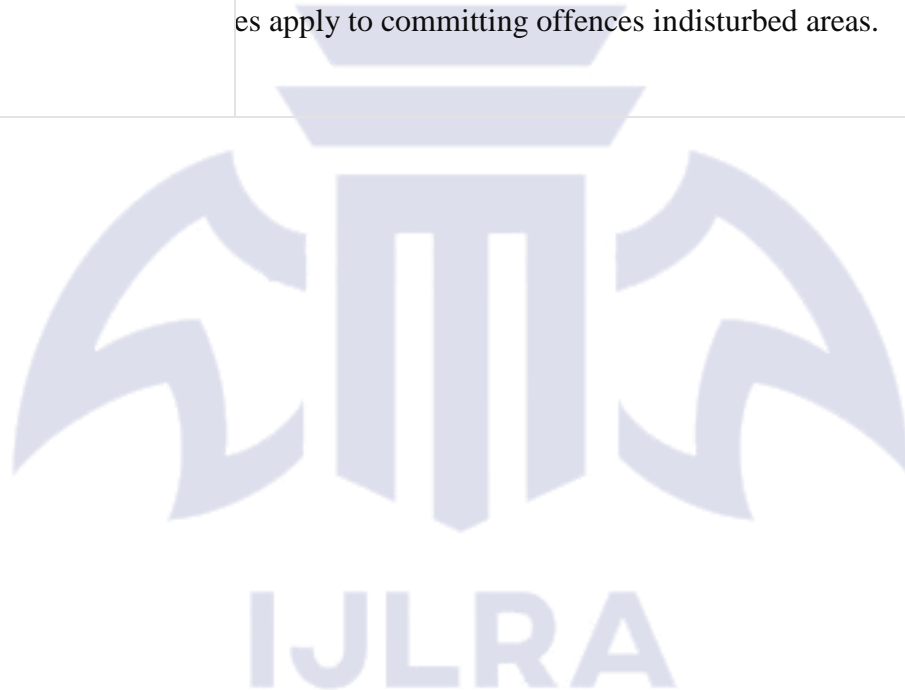 es apply to committing offences indisturbed areas.
IJLRA